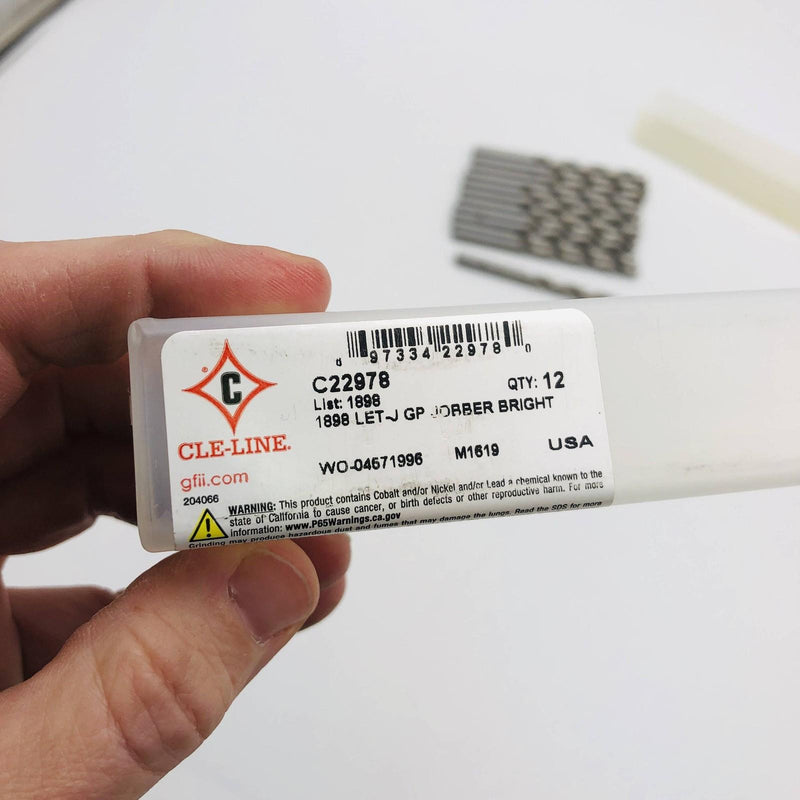 8 97334 22978 0
C22978 QTY: 12
List: 1898
1898 LET-J GP JOBBER BRIGHT
WO-04571996 M1619 USA
® C
CLE-LINE.
gfii.com
204066
WARNING: This product contains Cobalt and/or Nickel and/or Lead a chemical known to the
state of California to cause cancer, or birth defects or other reproductive harm. For more
information: www.P65Warnings.ca.gov
Grinding may produce hazardous dust and fumes that may damage the lungs. Read the SDS for more